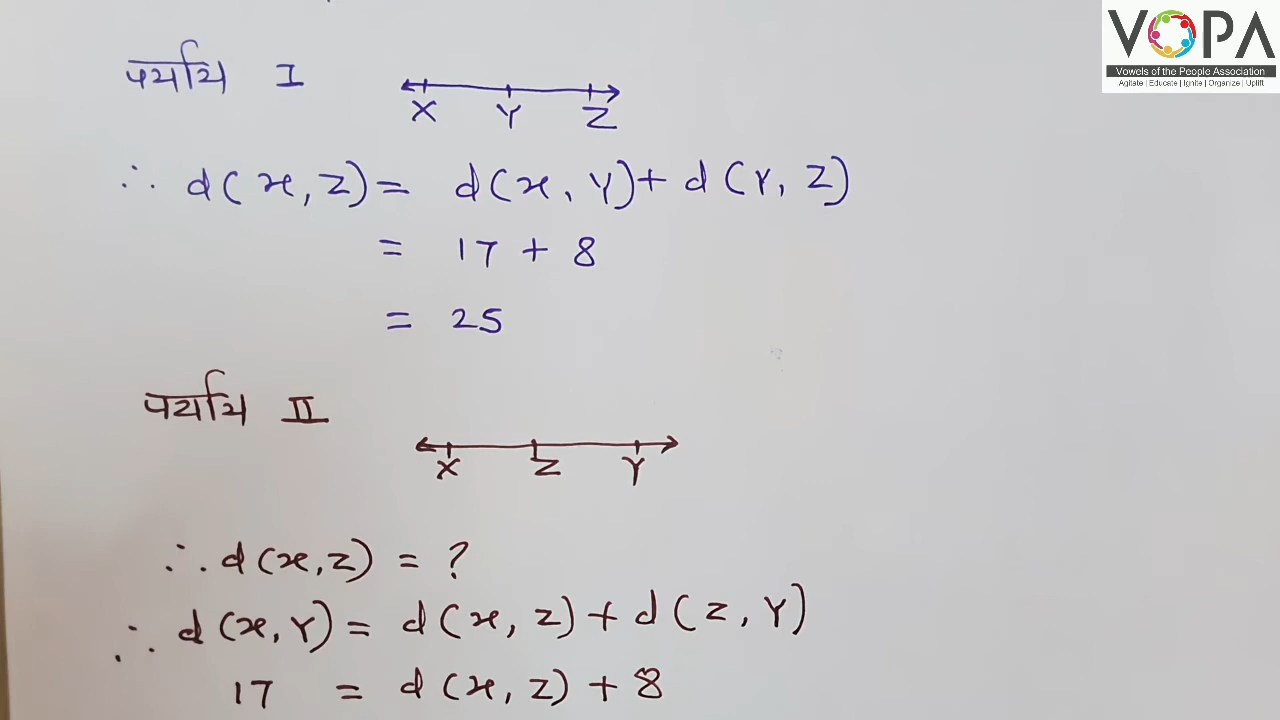 VOPA
Vowels of the People Association
Agitate | Educate | Ignite | Organize | Uplift
पर्याय I
X Y Z
∴ d(x, Z) = d(x, Y) + d(Y, Z)
= 17 + 8
= 25
पर्याय II
X Z Y
∴ d(x, z) = ?
∴ d(x, Y) = d(x, z) + d(z, Y)
17 = d(x, z) + 8